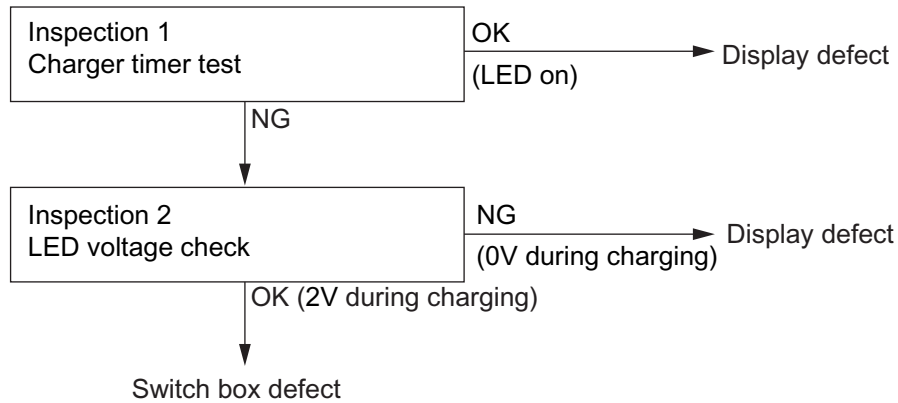 Inspection 1
Charger timer test
OK
(LED on)
Display defect
NG
Inspection 2
LED voltage check
NG
(0V during charging)
Display defect
OK (2V during charging)
Switch box defect